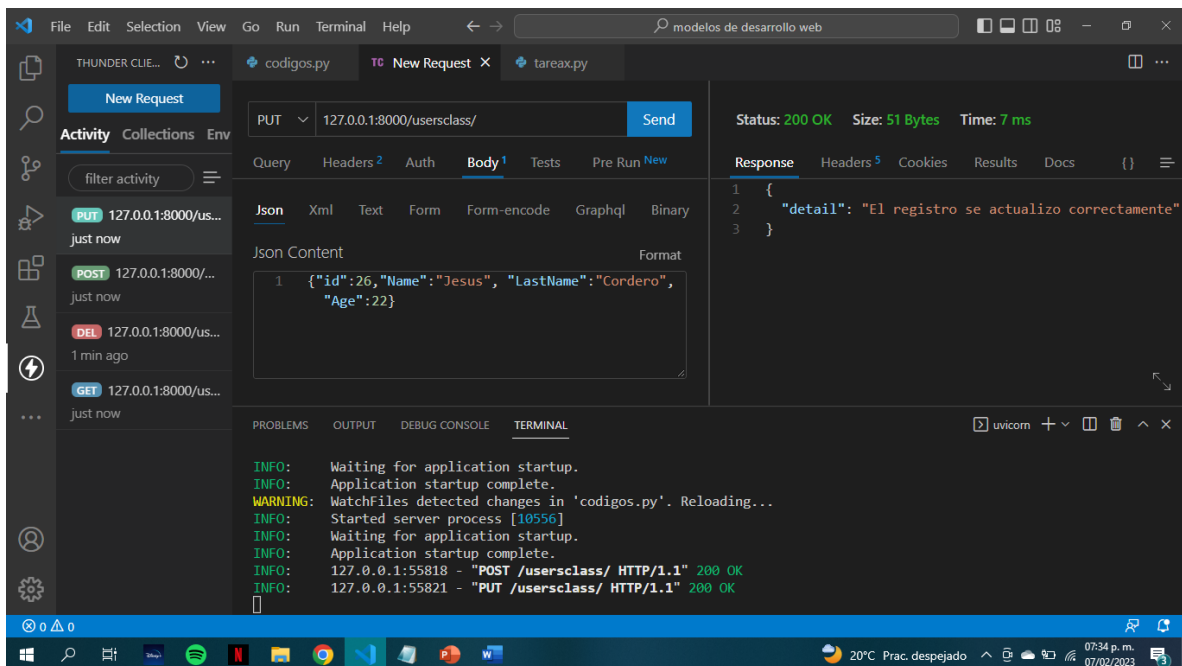 File Edit Selection View Go Run Terminal Help modelos de desarrollo web
THUNDER CLIE...
codigos.py
TC New Request
tareax.py
New Request
Activity Collections Env
filter activity
PUT 127.0.0.1:8000/us...
just now
POST 127.0.0.1:8000/...
just now
DEL 127.0.0.1:8000/us...
1 min ago
GET 127.0.0.1:8000/us...
just now
PUT 127.0.0.1:8000/usersclass/ Send
Query Headers 2 Auth Body 1 Tests Pre Run New
Json Xml Text Form Form-encode Graphql Binary
Json Content Format
1 {"id":26,"Name":"Jesus", "LastName":"Cordero",
"Age":22}
Status: 200 OK Size: 51 Bytes Time: 7 ms
Response Headers 5 Cookies Results Docs {}
1 {
2 "detail": "El registro se actualizo correctamente"
3 }
PROBLEMS OUTPUT DEBUG CONSOLE TERMINAL uvicorn
INFO: Waiting for application startup.
INFO: Application startup complete.
WARNING: WatchFiles detected changes in 'codigos.py'. Reloading...
INFO: Started server process [10556]
INFO: Waiting for application startup.
INFO: Application startup complete.
INFO: 127.0.0.1:55818 - "POST /usersclass/ HTTP/1.1" 200 OK
INFO: 127.0.0.1:55821 - "PUT /usersclass/ HTTP/1.1" 200 OK
0 0
20°C Prac. despejado
07:34 p. m.
07/02/2023
3